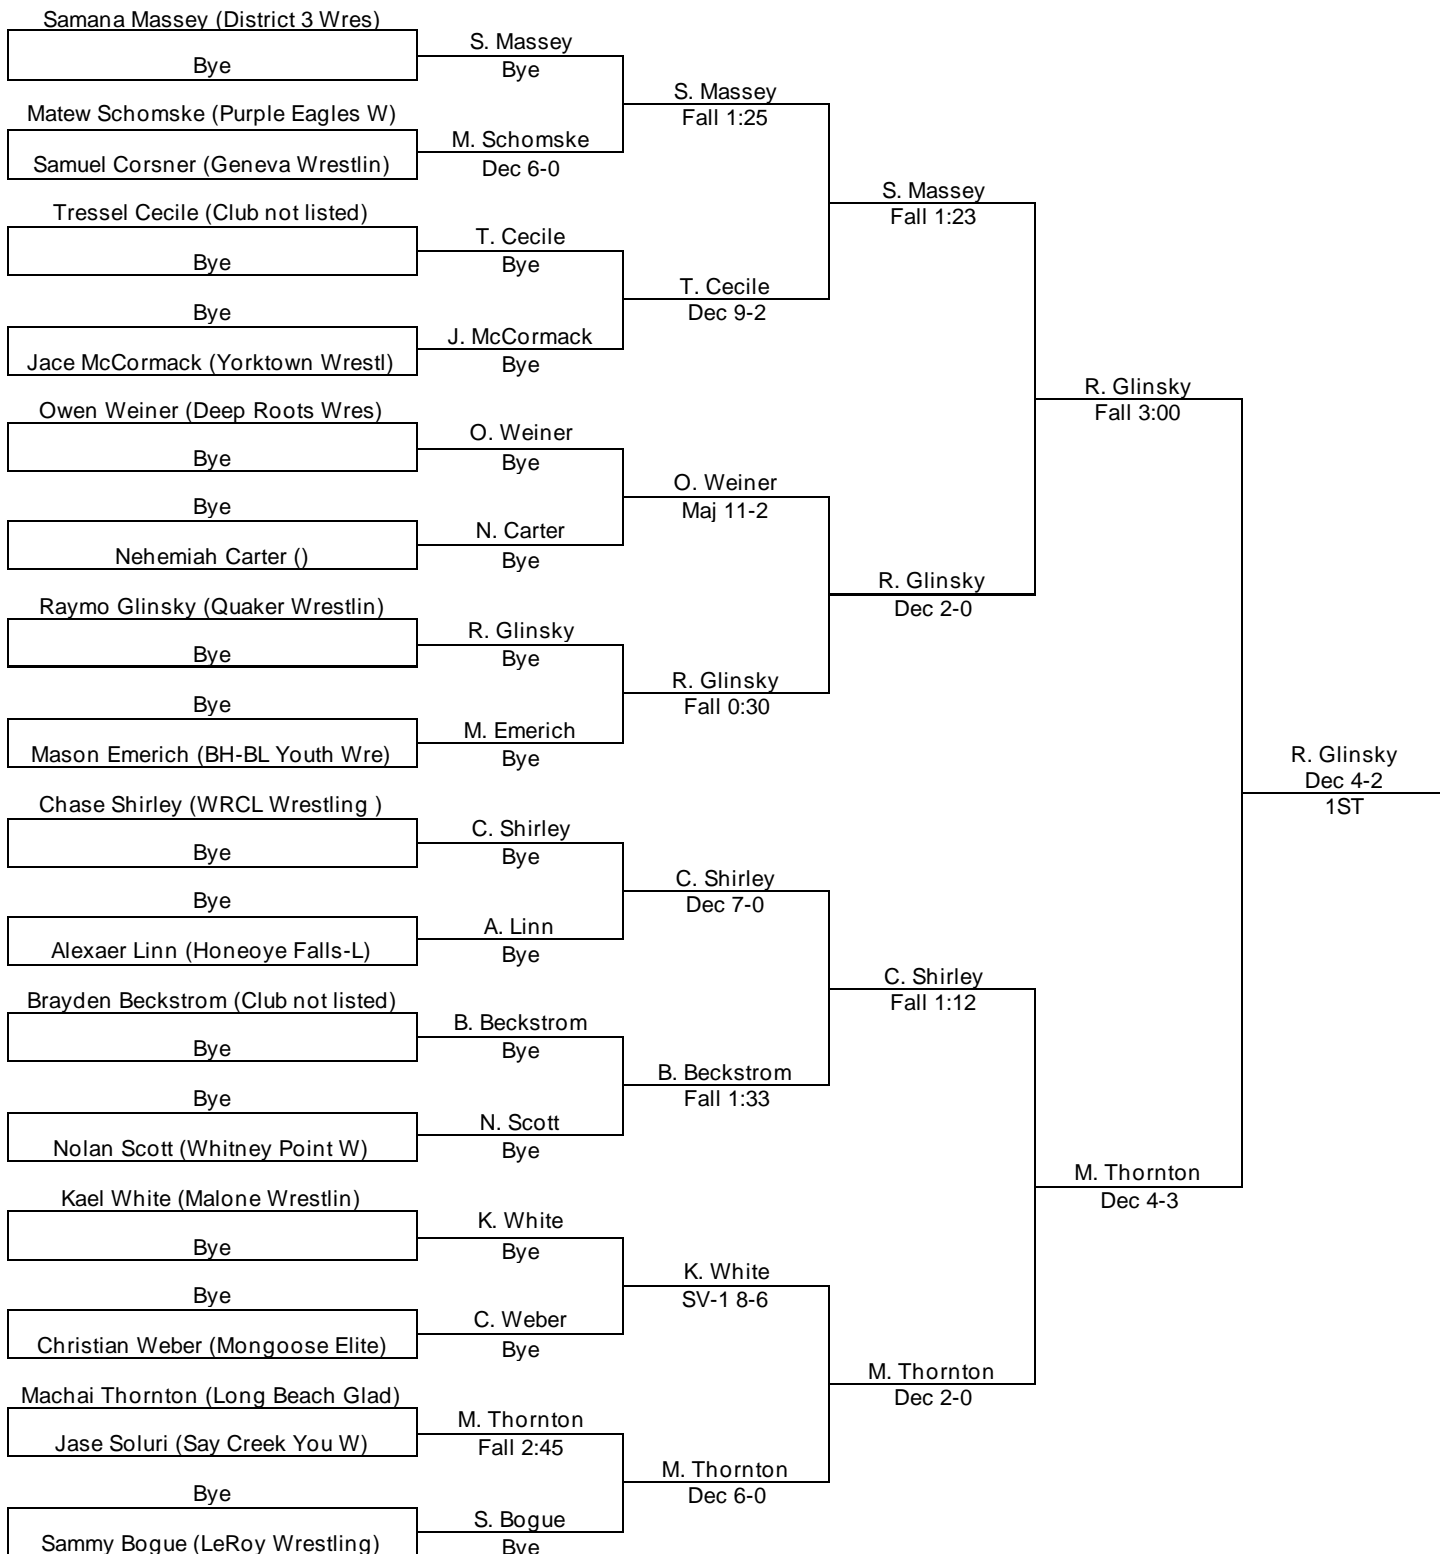 Samana Massey (District 3 Wres)
Bye
Matew Schomske (Purple Eagles W)
Samuel Corsner (Geneva Wrestlin)
Tressel Cecile (Club not listed)
Bye
Bye
Jace McCormack (Yorktown Wrestl)
Owen Weiner (Deep Roots Wres)
Bye
Bye
Nehemiah Carter ()
Raymo Glinsky (Quaker Wrestlin)
Bye
Bye
Mason Emerich (BH-BL Youth Wre)
Chase Shirley (WRCL Wrestling )
Bye
Bye
Alexaer Linn (Honeoye Falls-L)
Brayden Beckstrom (Club not listed)
Bye
Bye
Nolan Scott (Whitney Point W)
Kael White (Malone Wrestlin)
Bye
Bye
Christian Weber (Mongoose Elite)
Machai Thornton (Long Beach Glad)
Jase Soluri (Say Creek You W)
Bye
Sammy Bogue (LeRoy Wrestling)
S. Massey
Bye
M. Schomske
Dec 6-0
T. Cecile
Bye
J. McCormack
Bye
O. Weiner
Bye
N. Carter
Bye
R. Glinsky
Bye
M. Emerich
Bye
C. Shirley
Bye
A. Linn
Bye
B. Beckstrom
Bye
N. Scott
Bye
K. White
Bye
C. Weber
Bye
M. Thornton
Fall 2:45
S. Bogue
Bye
S. Massey
Fall 1:25
T. Cecile
Dec 9-2
O. Weiner
Maj 11-2
R. Glinsky
Fall 0:30
C. Shirley
Dec 7-0
B. Beckstrom
Fall 1:33
K. White
SV-1 8-6
M. Thornton
Dec 6-0
S. Massey
Fall 1:23
R. Glinsky
Dec 2-0
C. Shirley
Fall 1:12
M. Thornton
Dec 2-0
R. Glinsky
Fall 3:00
M. Thornton
Dec 4-3
R. Glinsky
Dec 4-2
1ST